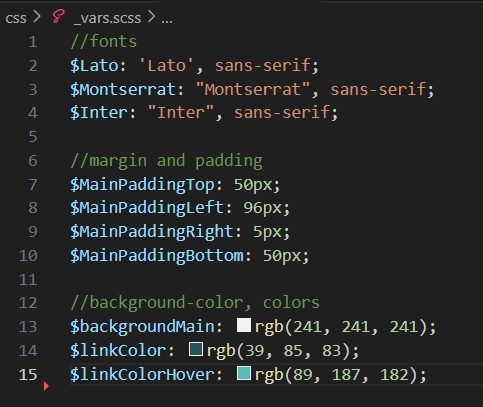 css > _vars.scss > ...
1 //fonts
2 $Lato: 'Lato', sans-serif;
3 $Montserrat: "Montserrat", sans-serif;
4 $Inter: "Inter", sans-serif;
5
6 //margin and padding
7 $MainPaddingTop: 50px;
8 $MainPaddingLeft: 96px;
9 $MainPaddingRight: 5px;
10 $MainPaddingBottom: 50px;
11
12 //background-color, colors
13 $backgroundMain: rgb(241, 241, 241);
14 $linkColor: rgb(39, 85, 83);
15 $linkColorHover: rgb(89, 187, 182);